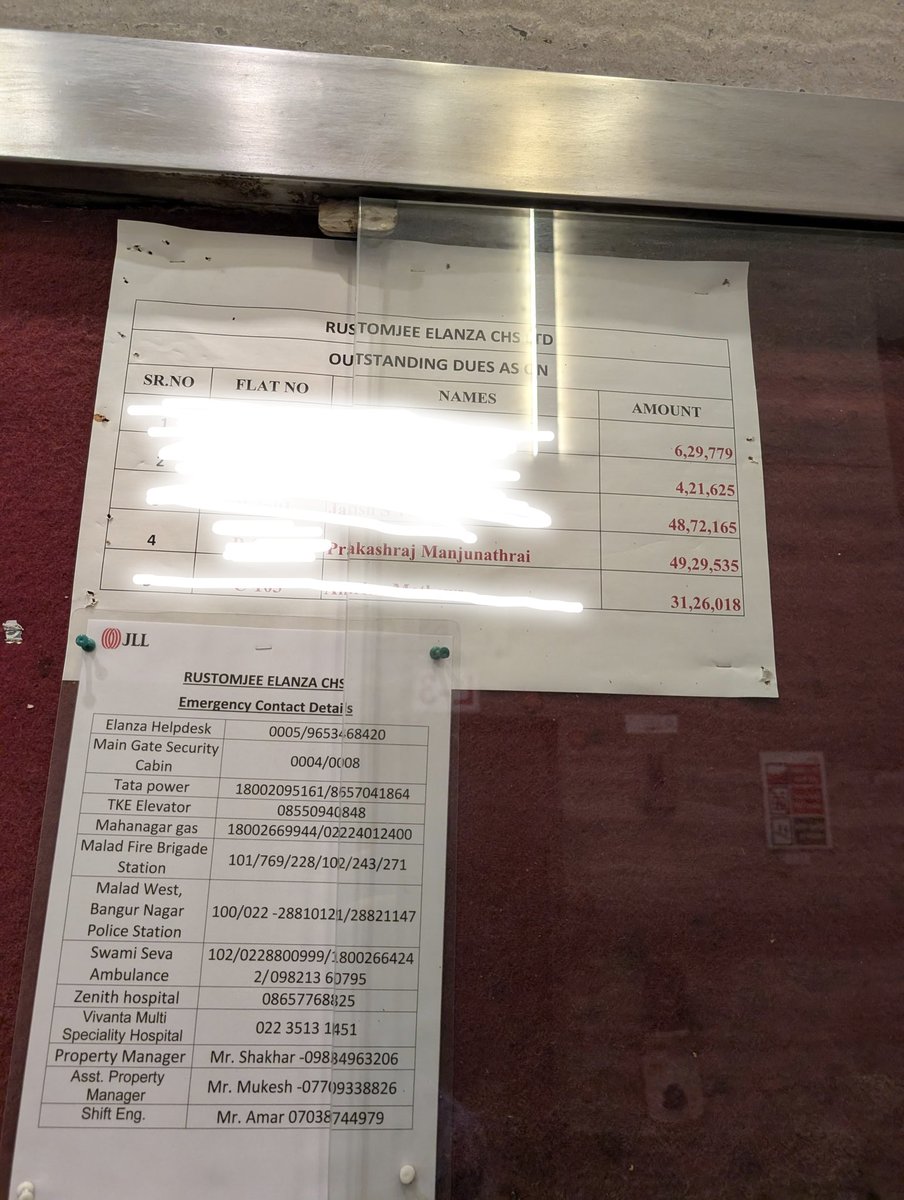 RUSTOMJEE ELANZA CHS LTD
OUTSTANDING DUES AS ON
SR.NO FLAT NO NAMES AMOUNT
1 6,29,779
2 4,21,625
48,72,165
4 Prakashraj Manjunathrai 49,29,535
31,26,018
JLL
RUSTOMJEE ELANZA CHS
Emergency Contact Details
Elanza Helpdesk 0005/9653468420
Main Gate Security
Cabin 0004/0008
Tata power 18002095161/8657041864
TKE Elevator 08550940848
Mahanagar gas 18002669944/02224012400
Malad Fire Brigade
Station 101/769/228/102/243/271
Malad West,
Bangur Nagar 100/022 -28810121/28821147
Police Station
Swami Seva 102/0228800999/1800266424
Ambulance 2/098213 60795
Zenith hospital 08657768825
Vivanta Multi
Speciality Hospital 022 3513 1451
Property Manager Mr. Shakhar -09884963206
Asst. Property
Manager Mr. Mukesh -07709338826
Shift Eng. Mr. Amar 07038744979